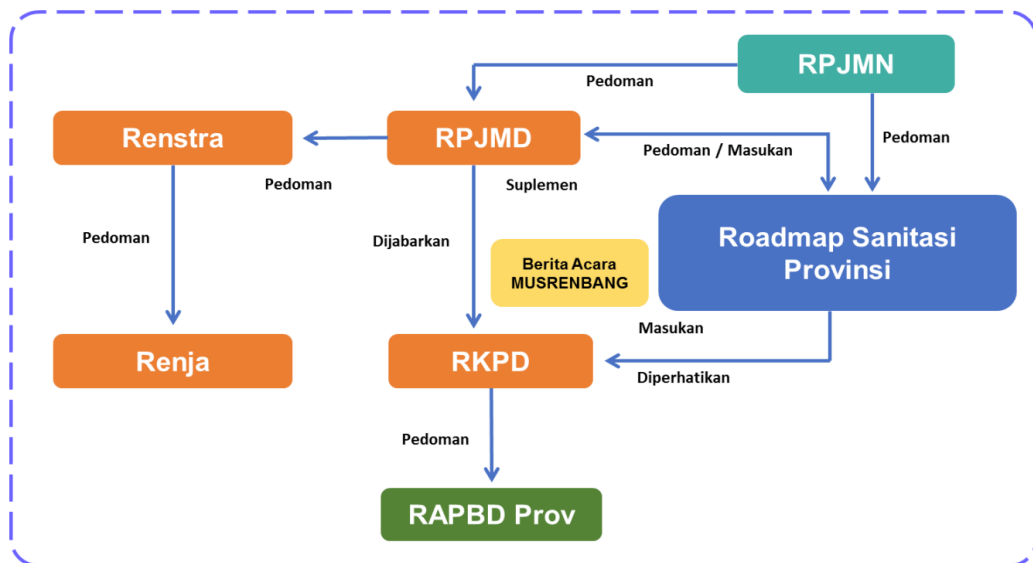 RPJMN
Pedoman
Renstra
RPJMD
Pedoman / Masukan
Pedoman
Pedoman
Suplemen
Pedoman
Dijabarkan
Roadmap Sanitasi
Provinsi
Berita Acara
MUSRENBANG
Masukan
Renja
RKPD
Diperhatikan
Pedoman
RAPBD Prov